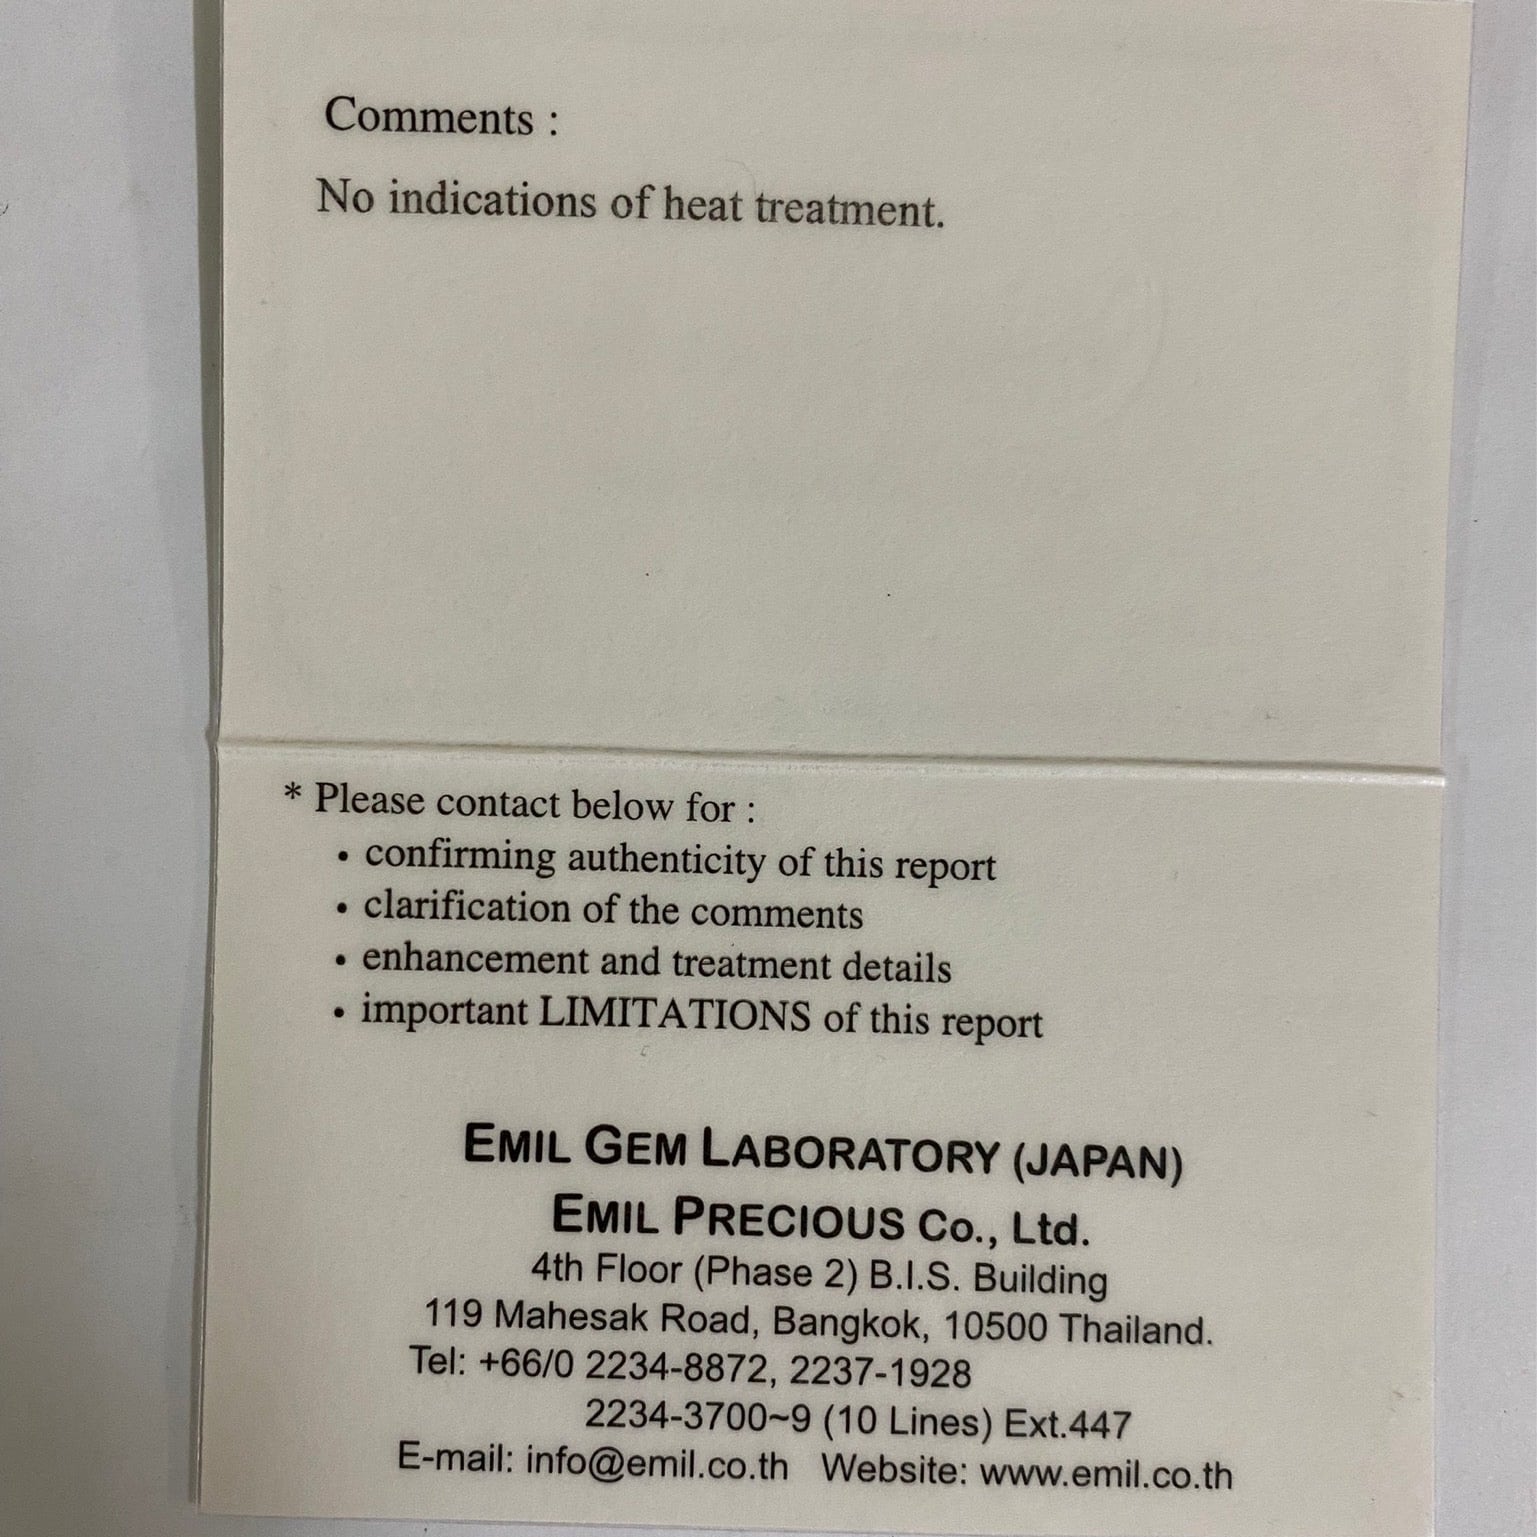 Comments :
No indications of heat treatment.
* Please contact below for :
• confirming authenticity of this report
• clarification of the comments
• enhancement and treatment details
• important LIMITATIONS of this report
EMIL GEM LABORATORY (JAPAN)
EMIL PRECIOUS Co., Ltd.
4th Floor (Phase 2) B.I.S. Building
119 Mahesak Road, Bangkok, 10500 Thailand.
Tel: +66/0 2234-8872, 2237-1928
2234-3700~9 (10 Lines) Ext.447
E-mail: info@emil.co.th Website: www.emil.co.th